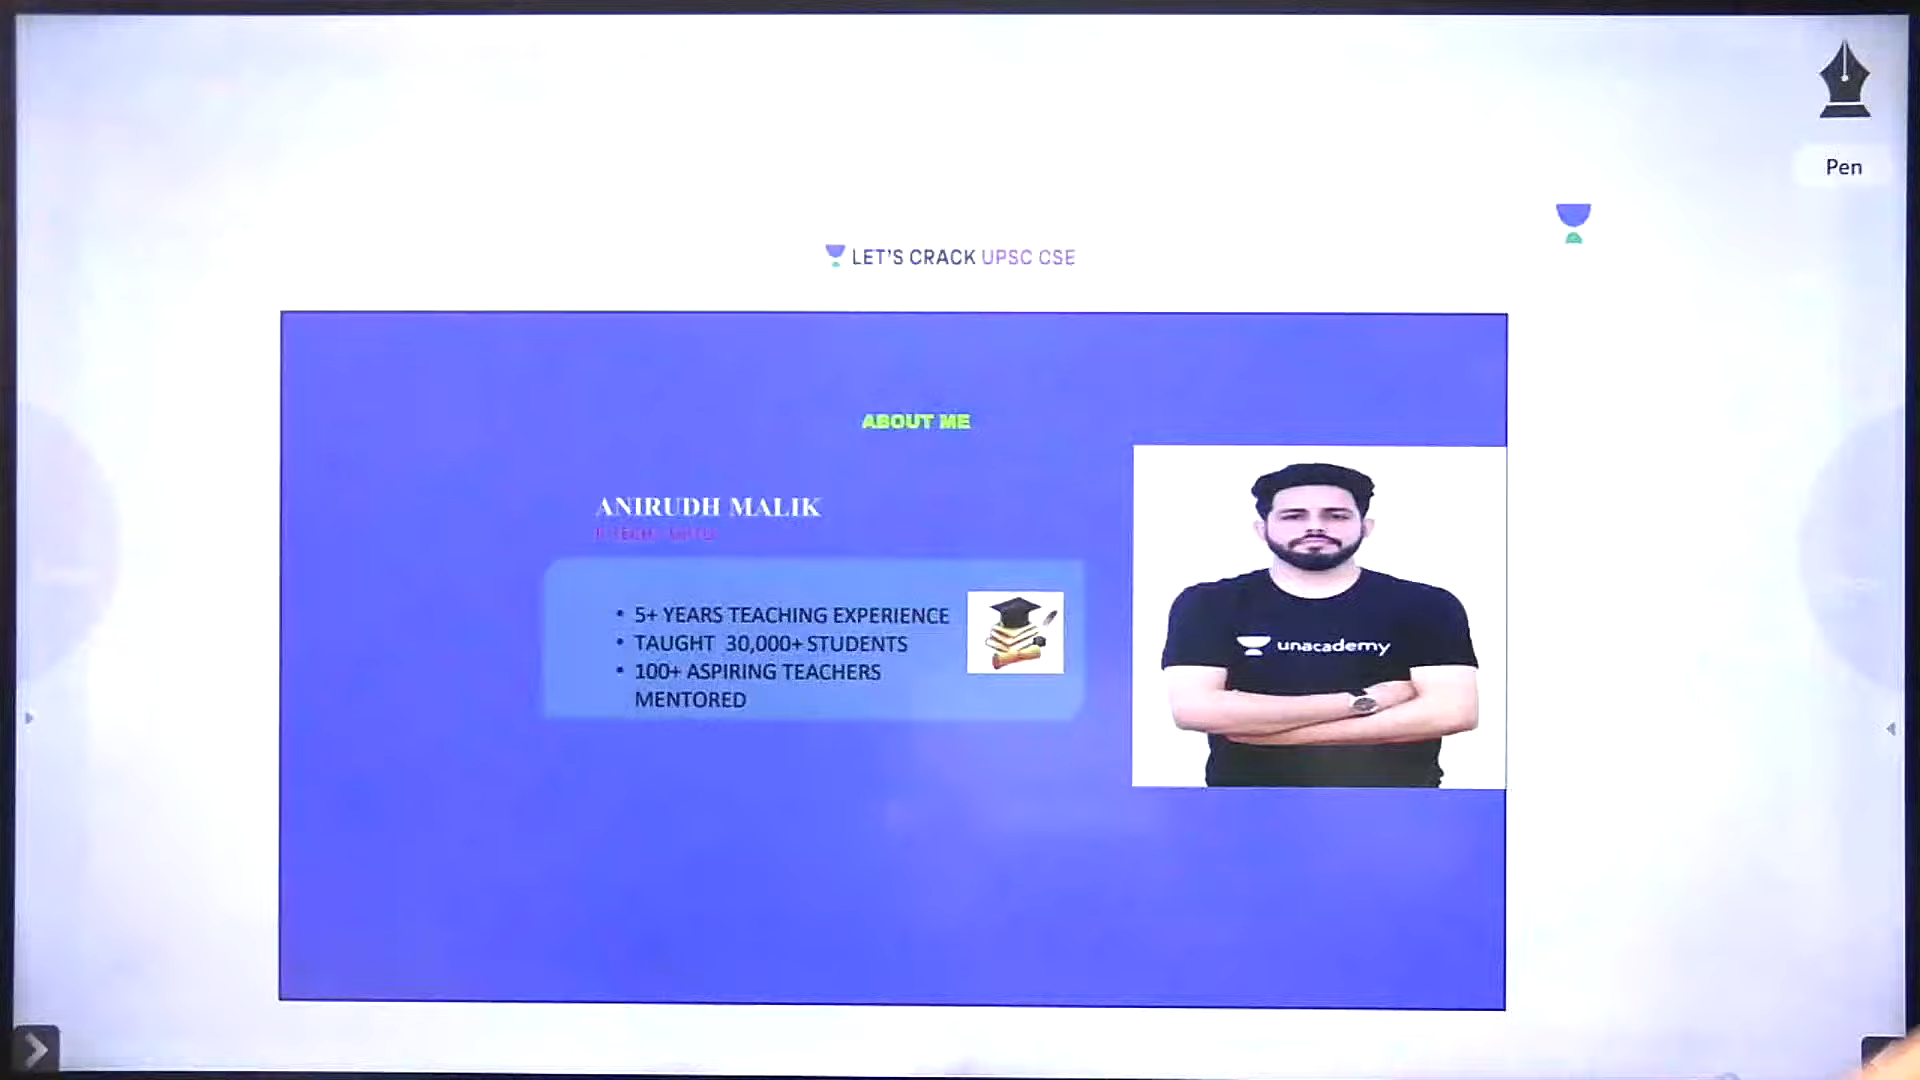 Pen
LET'S CRACK UPSC CSE
ABOUT ME
ANIRUDH MALIK
• 5+ YEARS TEACHING EXPERIENCE
• TAUGHT 30,000+ STUDENTS
• 100+ ASPIRING TEACHERS
MENTORED
unacademy